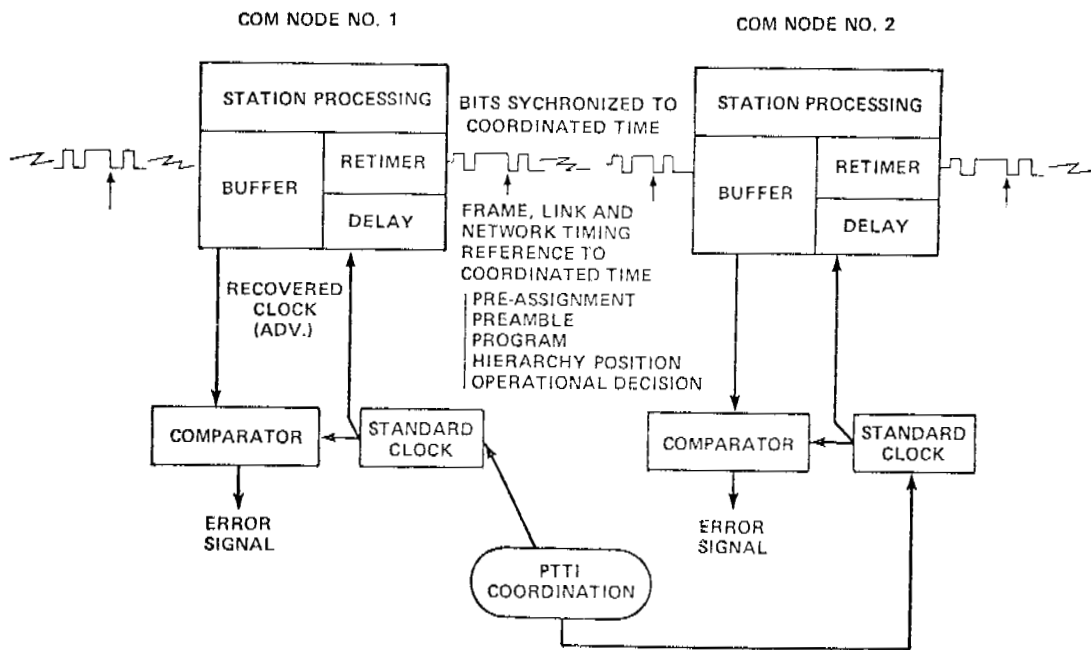 COM NODE NO. 1
COM NODE NO. 2
STATION PROCESSING
BUFFER
RETIMER
DELAY
BITS SYCHRONIZED TO
COORDINATED TIME
FRAME, LINK AND
NETWORK TIMING
REFERENCE TO
COORDINATED TIME
PRE-ASSIGNMENT
PREAMBLE
PROGRAM
HIERARCHY POSITION
OPERATIONAL DECISION
STATION PROCESSING
BUFFER
RETIMER
DELAY
RECOVERED
CLOCK
(ADV.)
COMPARATOR
STANDARD
CLOCK
ERROR
SIGNAL
COMPARATOR
STANDARD
CLOCK
ERROR
SIGNAL
PTTI
COORDINATION